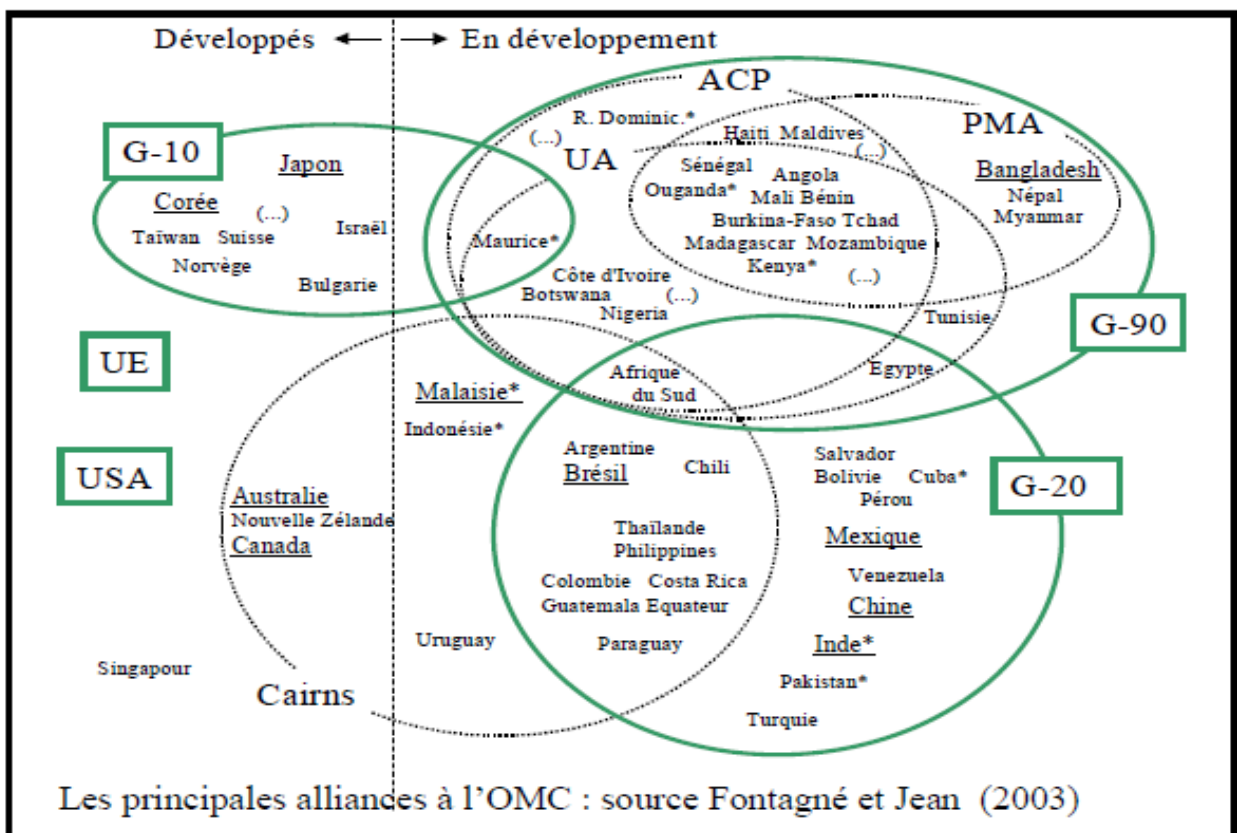 Développés ← → En développement
ACP
R. Dominic.*
(...)
UA
Haiti Maldives
(...)
PMA
G-10
Japon
Corée
(...)
Taïwan Suisse
Israël
Norvège
Bulgarie
Maurice*
Sénégal
Ouganda*
Angola
Mali Bénin
Burkina-Faso Tchad
Madagascar Mozambique
Kenya*
(...)
Bangladesh
Népal
Myanmar
Côte d'Ivoire
Botswana (...)
Nigeria
Tunisie
G-90
UE
Malaisie*
Indonésie*
Afrique
du Sud
Egypte
USA
Australie
Nouvelle Zélande
Canada
Argentine
Brésil
Chili
Salvador
Bolivie Cuba*
Pérou
G-20
Thaïlande
Philippines
Mexique
Colombie Costa Rica
Guatemala Equateur
Venezuela
Chine
Uruguay
Paraguay
Inde*
Singapour
Cairns
Pakistan*
Turquie
Les principales alliances à l’OMC : source Fontagné et Jean (2003)